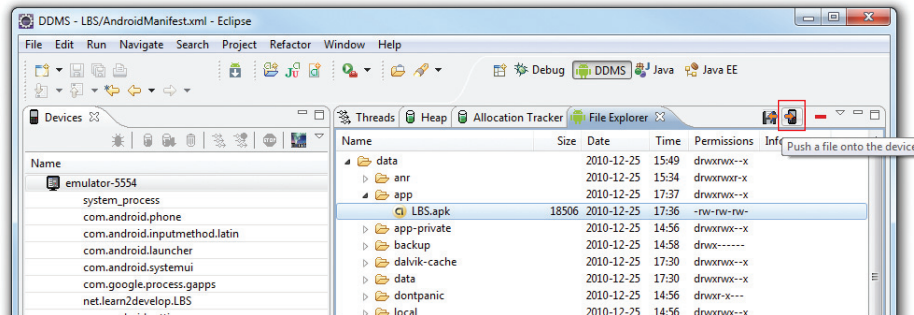 DDMS - LBS/AndroidManifest.xml - Eclipse
File Edit Run Navigate Search Project Refactor Window Help
Debug DDMS Java Java EE
Devices
Threads Heap Allocation Tracker File Explorer
Push a file onto the device
Name
Name Size Date Time Permissions
data 2010-12-25 15:49 drwxrwx--x
emulator-5554
anr 2010-12-25 15:34 drwxrwxr-x
system_process
app 2010-12-25 17:37 drwxrwx--x
com.android.phone
LBS.apk 18506 2010-12-25 17:36 -rw-rw-rw-
com.android.inputmethod.latin
app-private 2010-12-25 14:56 drwxrwx--x
com.android.launcher
backup 2010-12-25 14:58 drwx------
com.android.systemui
dalvik-cache 2010-12-25 17:30 drwxrwx--x
com.google.process.gapps
data 2010-12-25 17:30 drwxrwx--x
net.learn2develop.LBS
dontpanic 2010-12-25 14:56 drwxr-x---
local 2010-12-25 14:56 drwxrwx--x